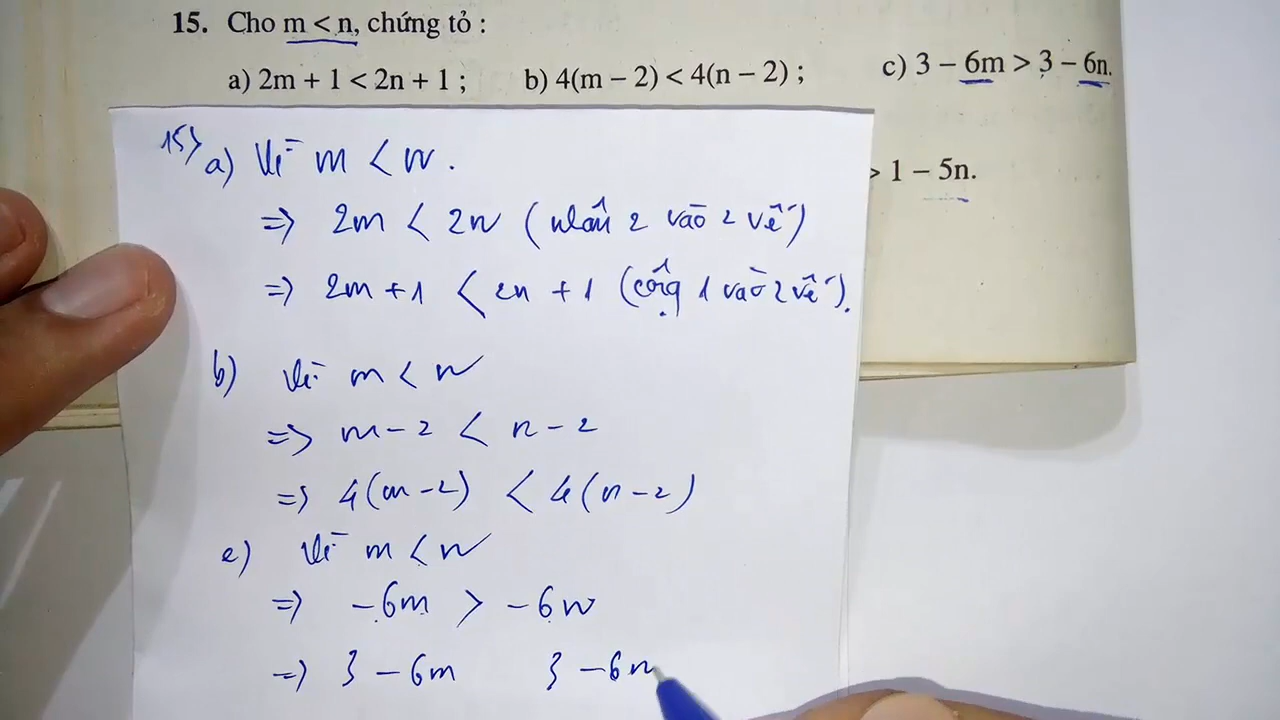 15. Cho m < n, chứng tỏ :
a) 2m + 1 < 2n + 1 ; b) 4(m − 2) < 4(n − 2) ; c) 3 − 6m > 3 − 6n.
> 1 − 5n.
15) a) Vì m < n.
=> 2m < 2n (nhân 2 vào 2 vế)
=> 2m + 1 < 2n + 1 (cộng 1 vào 2 vế).
b) Vì m < n
=> m − 2 < n − 2
=> 4(m − 2) < 4(n − 2)
c) Vì m < n
=> −6m > −6n
=> 3 − 6m 3 − 6n